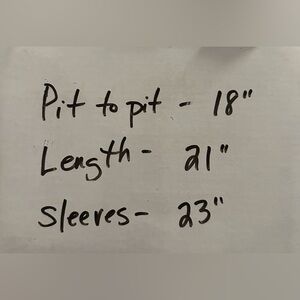 Pit to pit - 18"
Length - 21"
Sleeves - 23"